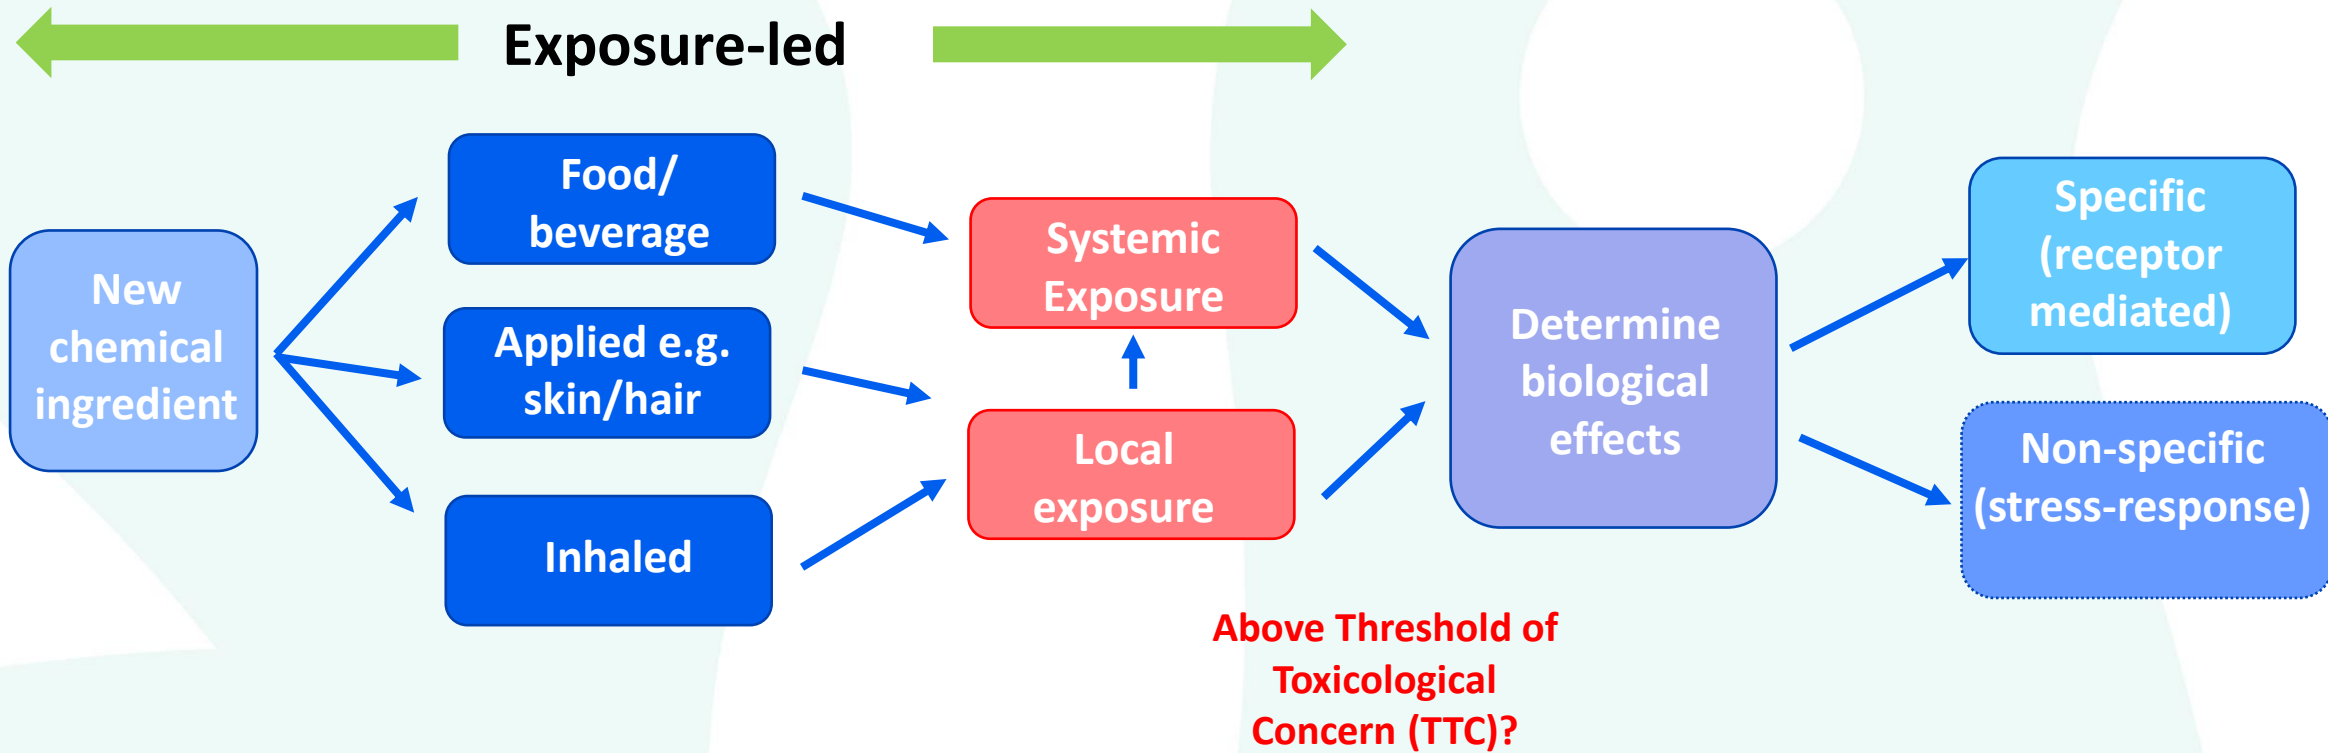 Exposure-led
New
chemical
ingredient
Food/
beverage
Applied e.g.
skin/hair
Inhaled
Systemic
Exposure
Local
exposure
Above Threshold of
Toxicological
Concern (TTC)?
Determine
biological
effects
Specific
(receptor
mediated)
Non-specific
(stress-response)